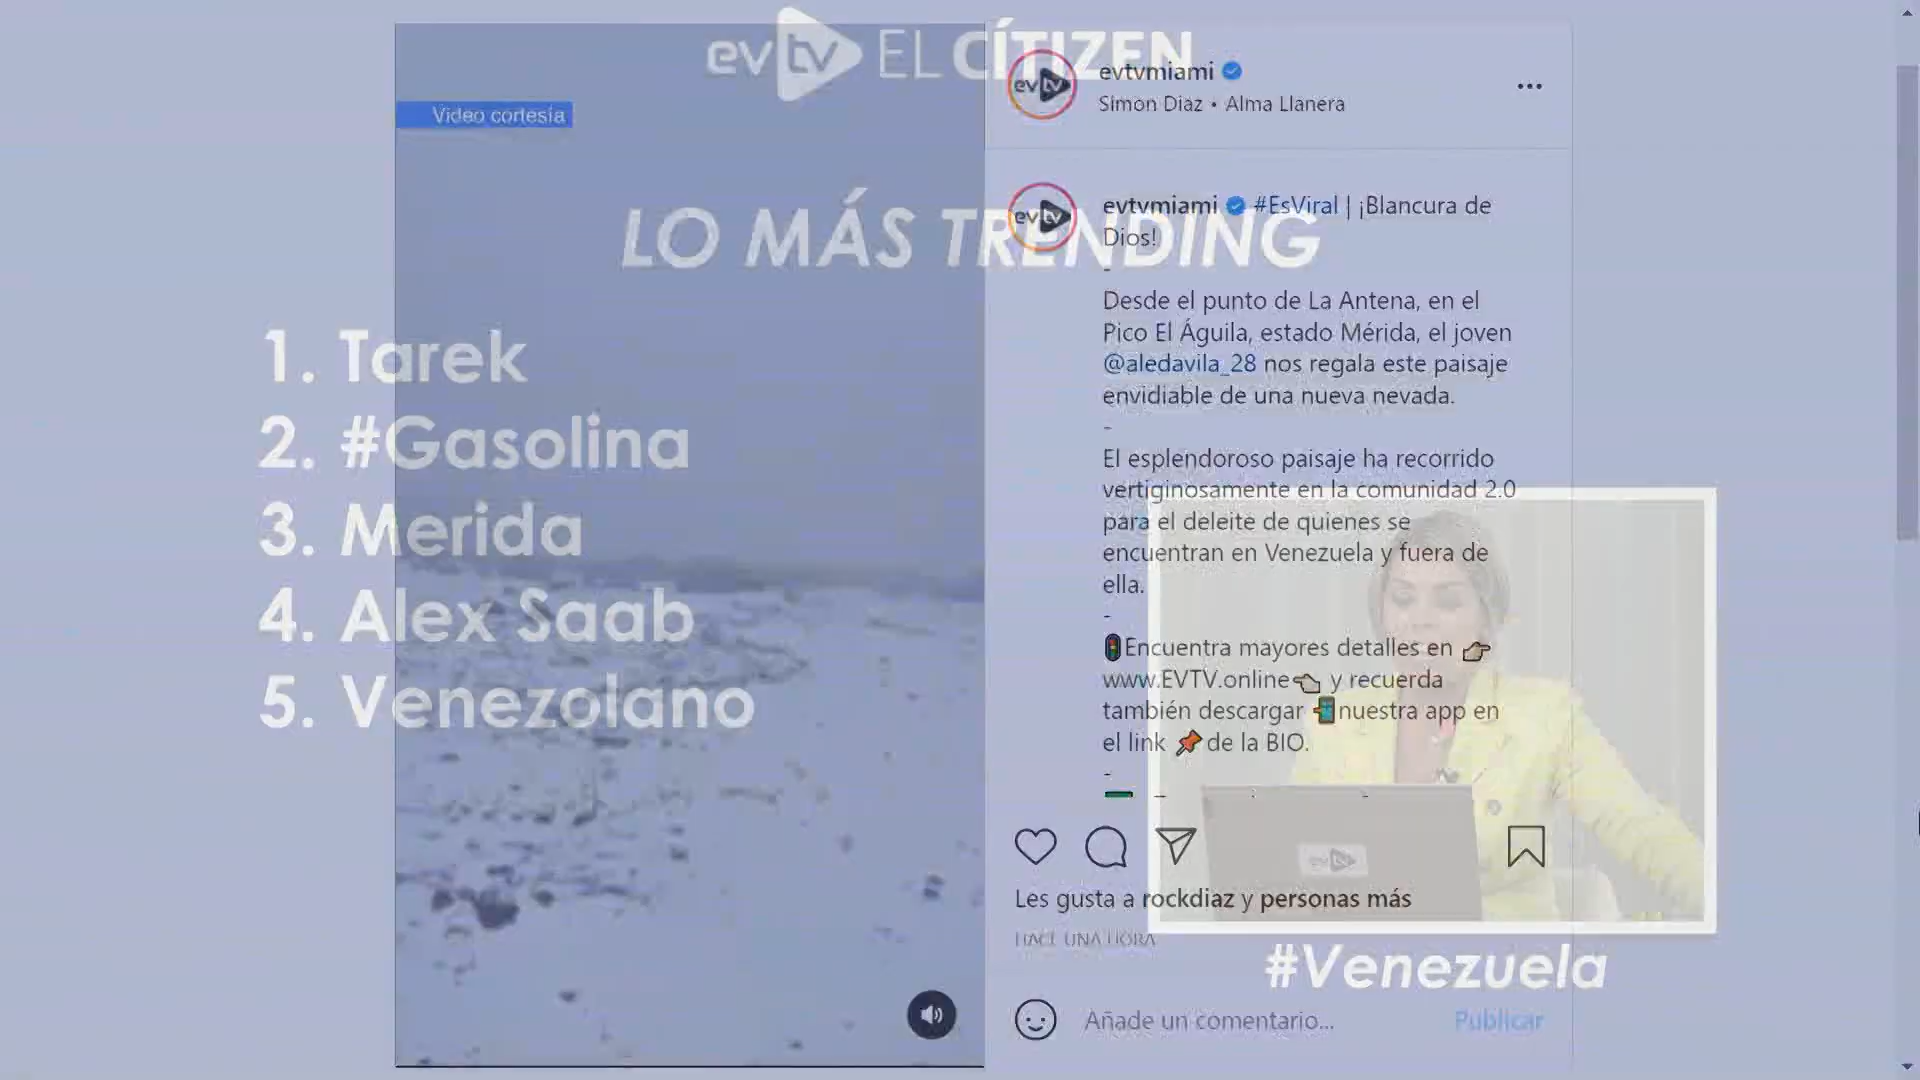 evtv EL CÍTIZEN
LO MÁS TRENDING
1. Tarek
2. #Gasolina
3. Merida
4. Alex Saab
5. Venezolano
#Venezuela
Video cortesía
evtv
evtvmiami
Simon Diaz • Alma Llanera
evtv
evtvmiami #EsViral | ¡Blancura de
Dios!
-
Desde el punto de La Antena, en el
Pico El Águila, estado Mérida, el joven
@aledavila_28 nos regala este paisaje
envidiable de una nueva nevada.
-
El esplendoroso paisaje ha recorrido
vertiginosamente en la comunidad 2.0
para el deleite de quienes se
encuentran en Venezuela y fuera de
ella.
-
🚦Encuentra mayores detalles en 👉
www.EVTV.online👈 y recuerda
también descargar 📲nuestra app en
el link 📌 de la BIO.
-
evtv
Les gusta a rockdiaz y personas más
HACE UNA HORA
Añade un comentario... Publicar